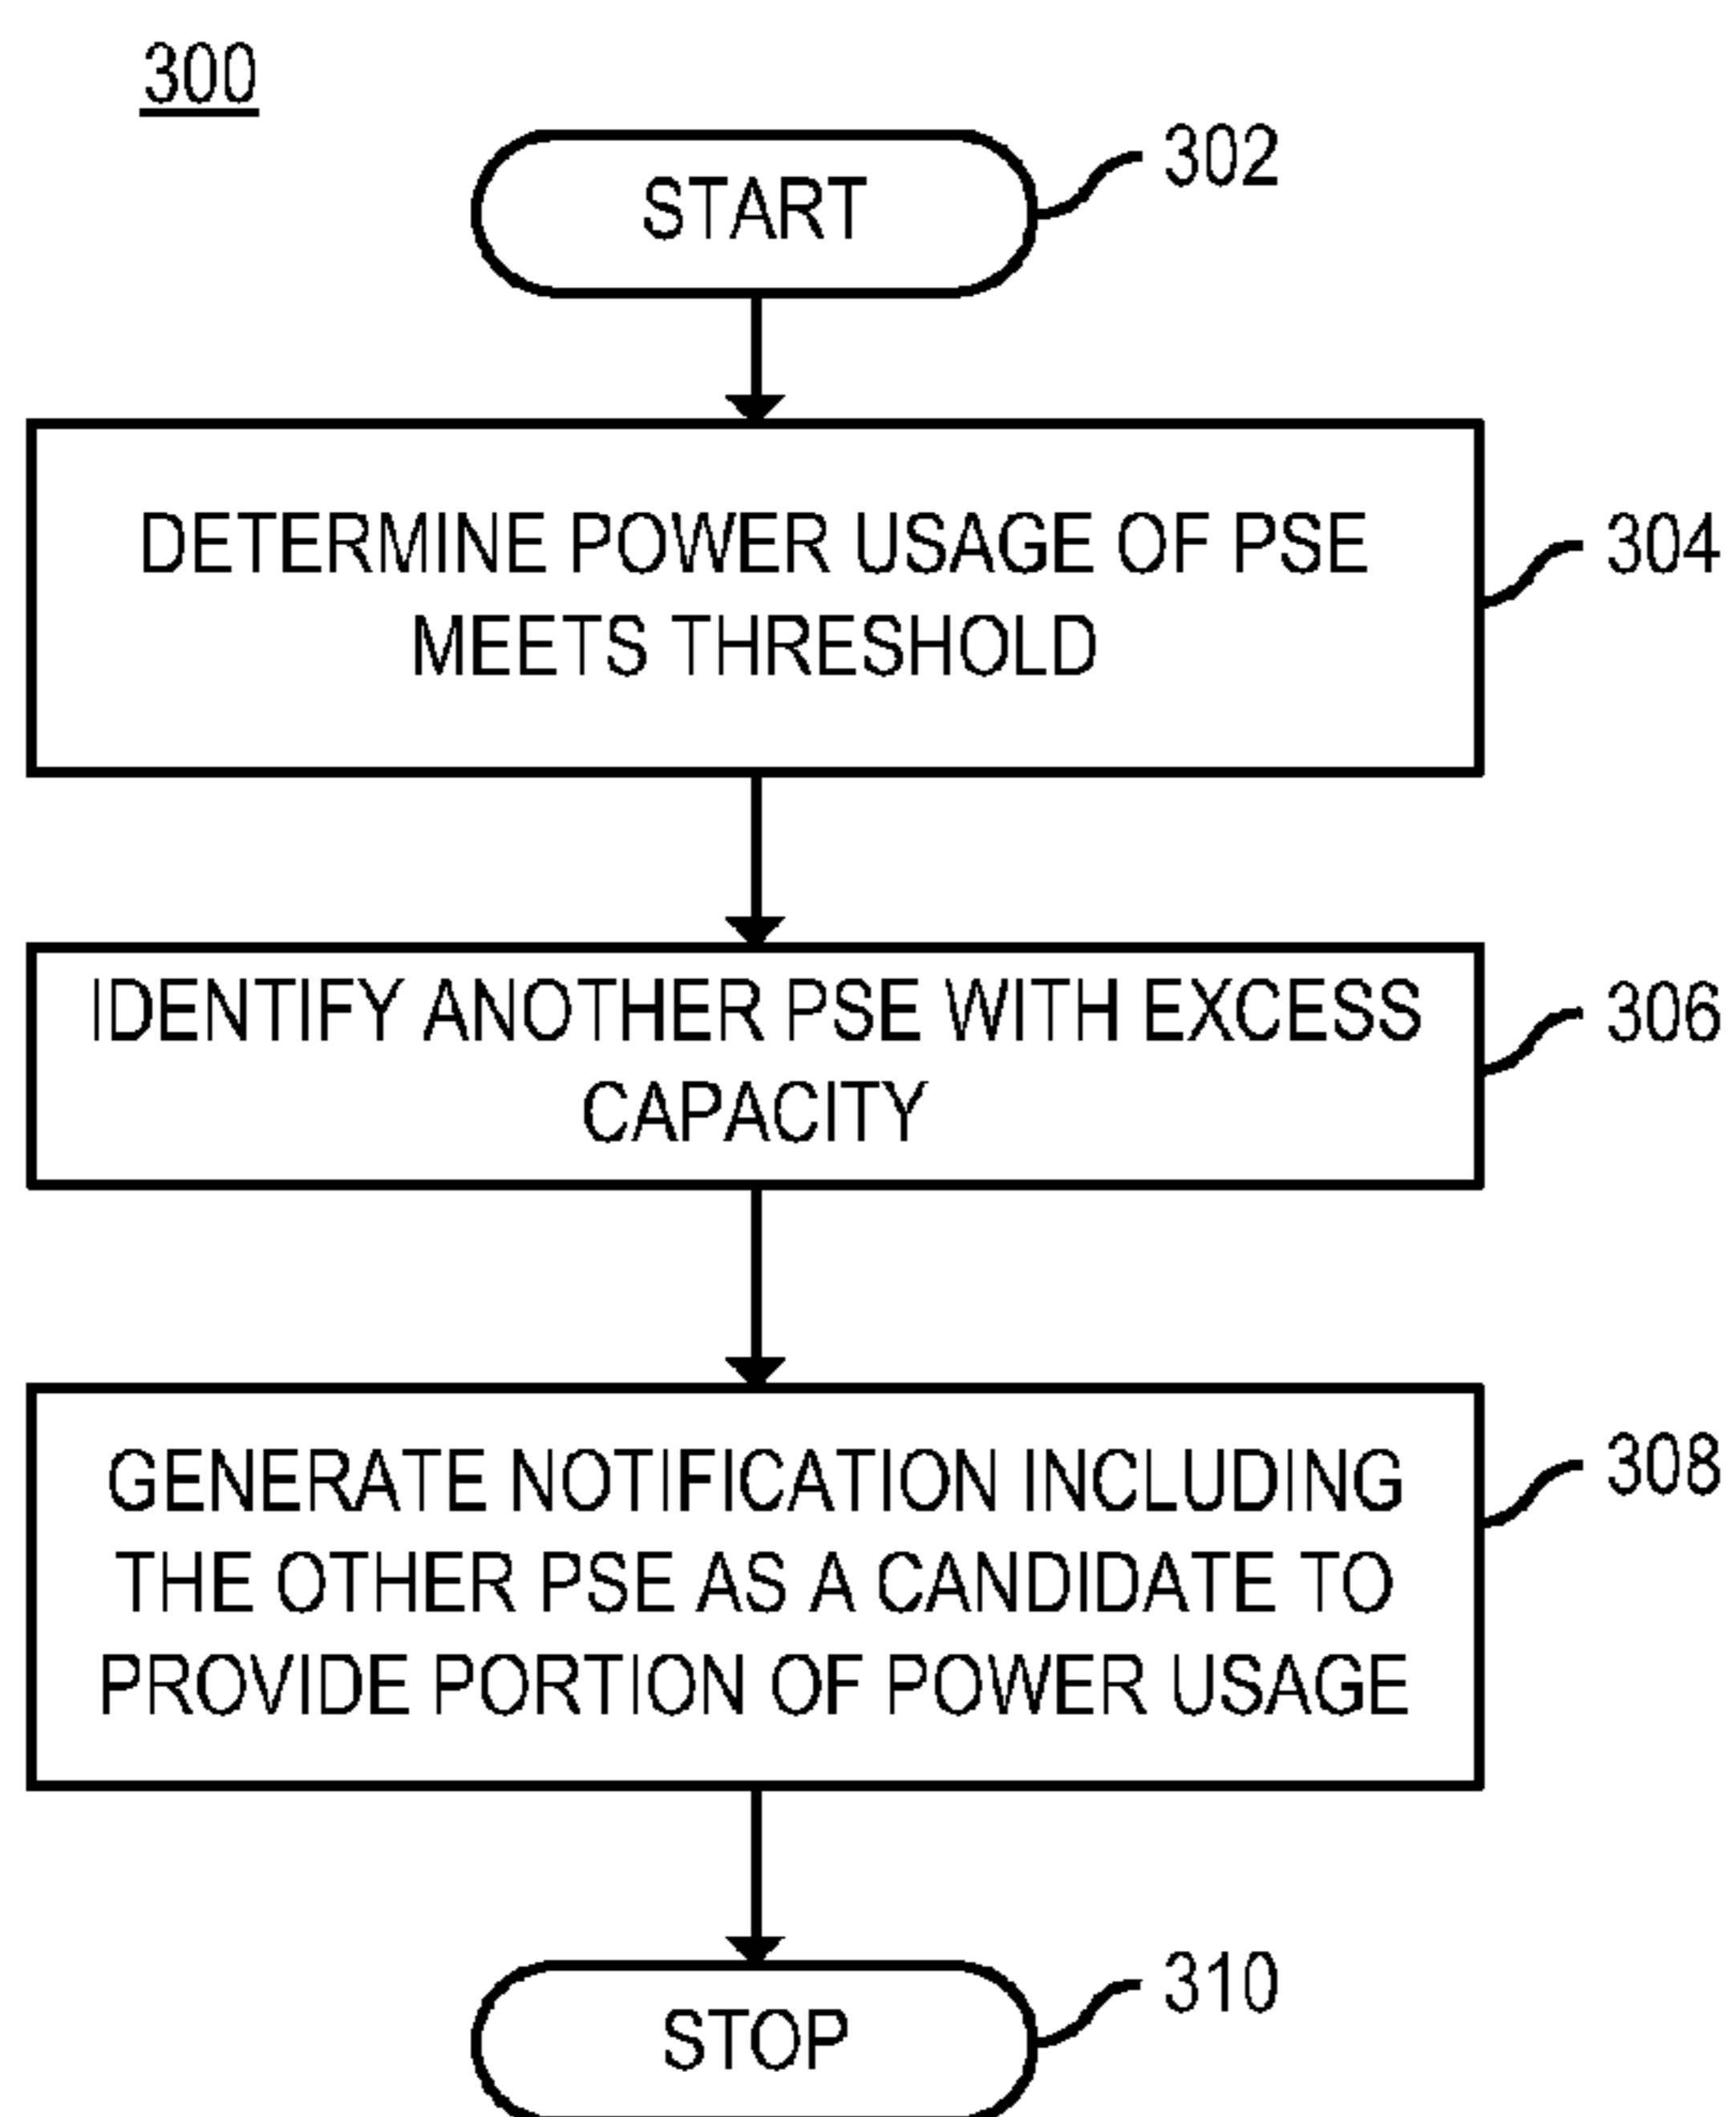 300
START
302
DETERMINE POWER USAGE OF PSE
MEETS THRESHOLD
304
IDENTIFY ANOTHER PSE WITH EXCESS
CAPACITY
306
GENERATE NOTIFICATION INCLUDING
THE OTHER PSE AS A CANDIDATE TO
PROVIDE PORTION OF POWER USAGE
308
STOP
310